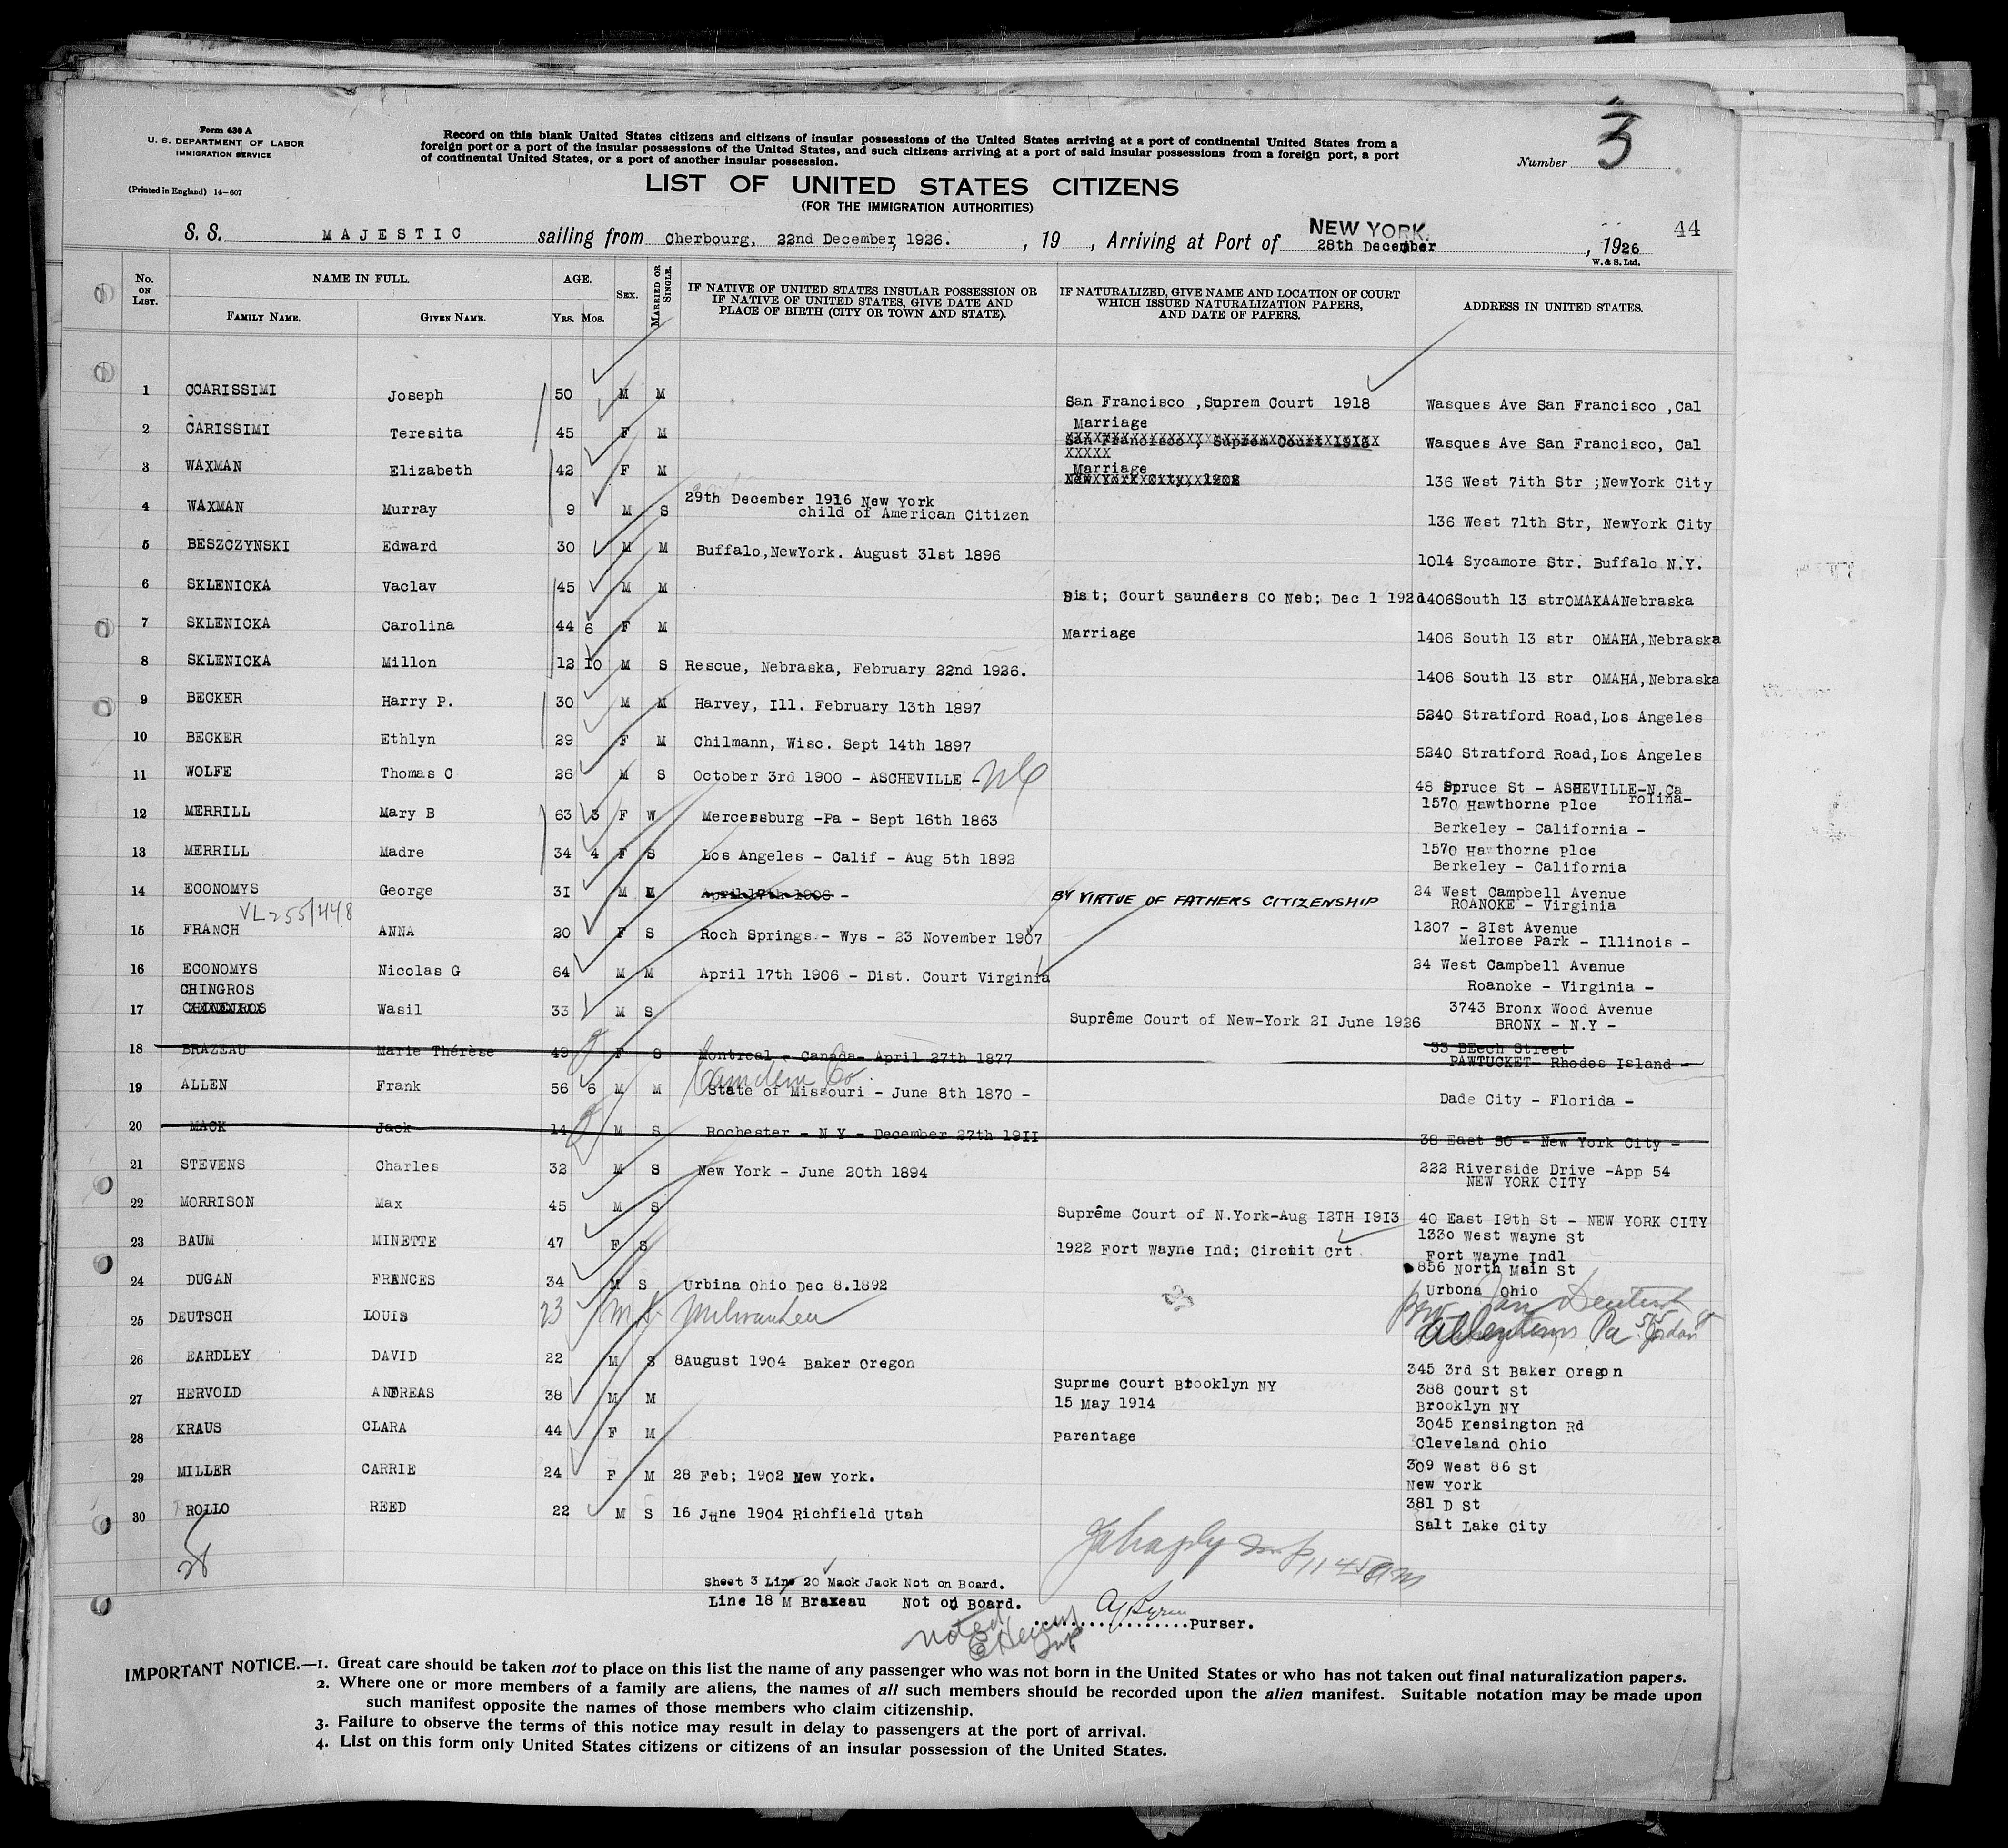 Form 630 A
U. S. DEPARTMENT OF LABOR
IMMIGRATION SERVICE
(Printed in England) 14-607
Record on this blank United States citizens and citizens of insular possessions of the United States arriving at a port of continental United States from a
foreign port or a port of the insular possessions of the United States, and such citizens arriving at a port of said insular possessions from a foreign port, a port
of continental United States, or a port of another insular possession.
Number 3
LIST OF UNITED STATES CITIZENS
(FOR THE IMMIGRATION AUTHORITIES)
S. S. MAJESTIC sailing from Cherbourg, 22nd December, 1926. , 19 , Arriving at Port of NEW YORK. 28th December , 1926
44
W. & S. Ltd.
No. ON LIST. NAME IN FULL. AGE. SEX. MARRIED OR SINGLE. IF NATIVE OF UNITED STATES INSULAR POSSESSION OR IF NATIVE OF UNITED STATES, GIVE DATE AND PLACE OF BIRTH (CITY OR TOWN AND STATE). IF NATURALIZED, GIVE NAME AND LOCATION OF COURT WHICH ISSUED NATURALIZATION PAPERS, AND DATE OF PAPERS. ADDRESS IN UNITED STATES.
FAMILY NAME. GIVEN NAME. YRS. MOS.
1 CCARISSIMI Joseph 50 M M San Francisco ,Suprem Court 1918 Wasques Ave San Francisco ,Cal
2 CARISSIMI Teresita 45 F M Marriage San Francisco , Suprem Court 1918 XXXXX Wasques Ave San Francisco, Cal
3 WAXMAN Elizabeth 42 F M Marriage NewYork City, 1908 136 West 7ith Str ;NewYork City
4 WAXMAN Murray 9 M S 29th December 1916 New York child of American Citizen 136 West 71th Str, NewYork City
5 BESZCZYNSKI Edward 30 M M Buffalo,NewYork. August 31st 1896 1014 Sycamore Str. Buffalo N.Y.
6 SKLENICKA Vaclav 45 M M Dist; Court Saunders Co Neb; Dec 1 192 1406South 13 strOMAKAANebraska
7 SKLENICKA Carolina 44 6 F M Marriage 1406 South 13 str OMAHA,Nebraska
8 SKLENICKA Millon 12 10 M S Rescue, Nebraska, February 22nd 1926. 1406 South 13 str OMAHA,Nebraska
9 BECKER Harry P. 30 M M Harvey, Ill. February 13th 1897 5240 Stratford Road,Los Angeles
10 BECKER Ethlyn 29 F M Chilmann, Wisc. Sept 14th 1897 5240 Stratford Road,Los Angeles
11 WOLFE Thomas C 26 M S October 3rd 1900 - ASCHEVILLE - NC 48 Spruce St - ASHEVILLE-N.Ca rolina-
12 MERRILL Mary B 63 3 F W Mercersburg -Pa - Sept 16th 1863 1570 Hawthorne Plce Berkeley - California -
13 MERRILL Madre 34 4 F S Los Angeles - Calif - Aug 5th 1892 1570 Hawthorne Plce Berkeley - California
14 ECONOMYS George 31 M M April 17th 1906 - BY VIRTUE OF FATHERS CITIZENSHIP 24 West Campbell Avenue ROANOKE - Virginia
VL255/448
15 FRANCH ANNA 20 F S Roch Springs - Wys - 23 November 1907 1207 - 2Ist Avenue Melrose Park - Illinois -
16 ECONOMYS Nicolas G 64 M M April 17th 1906 - Dist. Court Virginia 24 West Campbell Avenue Roanoke - Virginia -
17 CHINGROS Wasil 33 M S Suprême Court of New-York 2I June 1926 3743 Bronx Wood Avenue BRONX - N.Y -
18 BRAZEAU Marie Thérèse 49 F S Montreal - Canada- April 27th 1877 33 BEech Street PAWTUCKET- Rhodes Island -
19 ALLEN Frank 56 6 M M Camdem Co. State of Missouri - June 8th 1870 - Dade City - Florida -
20 MACK Jack 14 M S Rochester - N Y - December 27th 19II 38 East 50 - New York City -
21 STEVENS Charles 32 M S New York - June 20th 1894 222 Riverside Drive -App 54 NEW YORK CITY
22 MORRISON Max 45 M S Suprême Court of N.York-Aug I2TH I9I3 40 East I9th St - NEW YORK CITY
23 BAUM MINETTE 47 F S 1922 Fort Wayne Ind; Circuit Crt 1330 West Wayne St Fort Wayne Indl
24 DUGAN FRANCES 34 M S Urbina Ohio Dec 8.1892 856 North Main St Urbona Ohio
25 DEUTSCH LOUIS 23 M S Milwaukee Allentown, Pa 515 Jordan
26 EARDLEY DAVID 22 M S 8August 1904 Baker Oregon 345 3rd St Baker Oregon
27 HERVOLD ANDREAS 38 M M Suprme Court Brooklyn NY 15 May 1914 388 Court St Brooklyn NY
28 KRAUS CLARA 44 F M Parentage 3045 Kensington Rd Cleveland Ohio
29 MILLER CARRIE 24 F M 28 Feb; 1902 New York. 309 West 86 St New York
30 ROLLO REED 22 M S 16 June 1904 Richfield Utah 381 D St Salt Lake City
28
11 45 am
Sheet 3 Line 20 Mack Jack Not on Board.
Line 18 M Brazeau Not on Board.
Purser.
noted
IMPORTANT NOTICE.—1. Great care should be taken not to place on this list the name of any passenger who was not born in the United States or who has not taken out final naturalization papers.
2. Where one or more members of a family are aliens, the names of all such members should be recorded upon the alien manifest. Suitable notation may be made upon
such manifest opposite the names of those members who claim citizenship.
3. Failure to observe the terms of this notice may result in delay to passengers at the port of arrival.
4. List on this form only United States citizens or citizens of an insular possession of the United States.